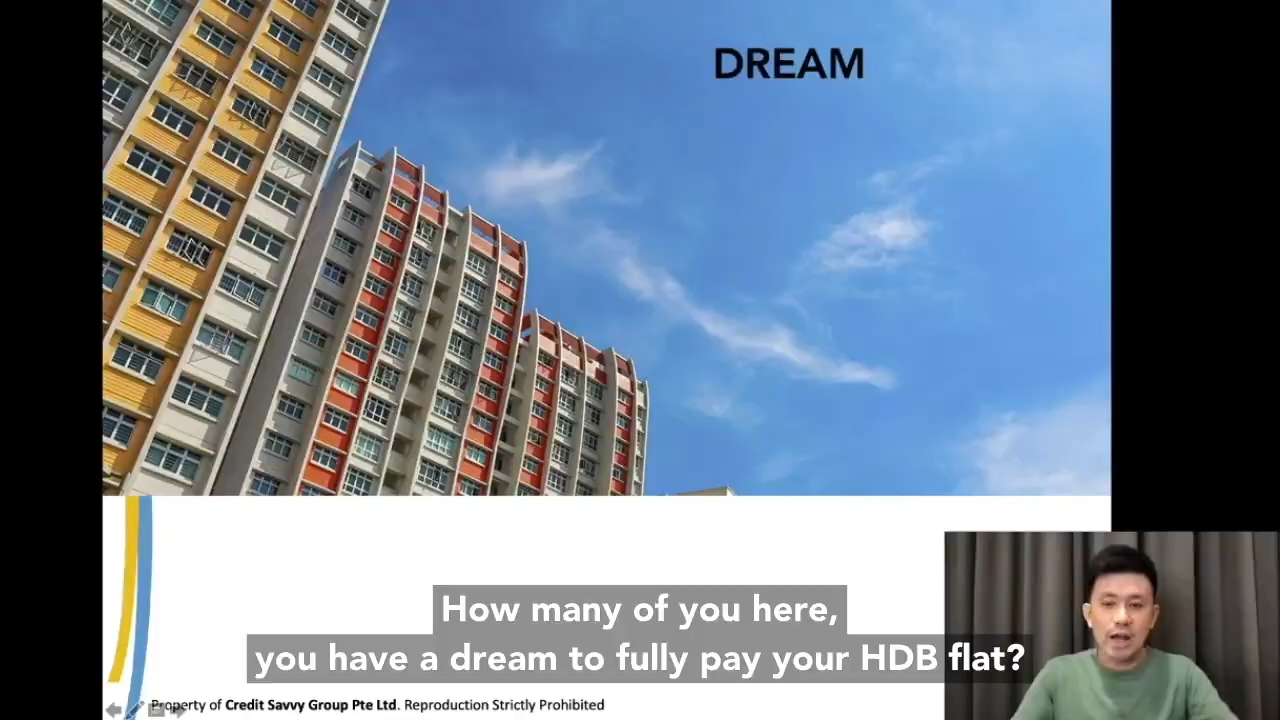 DREAM
How many of you here,
you have a dream to fully pay your HDB flat?
Property of Credit Savvy Group Pte Ltd. Reproduction Strictly Prohibited